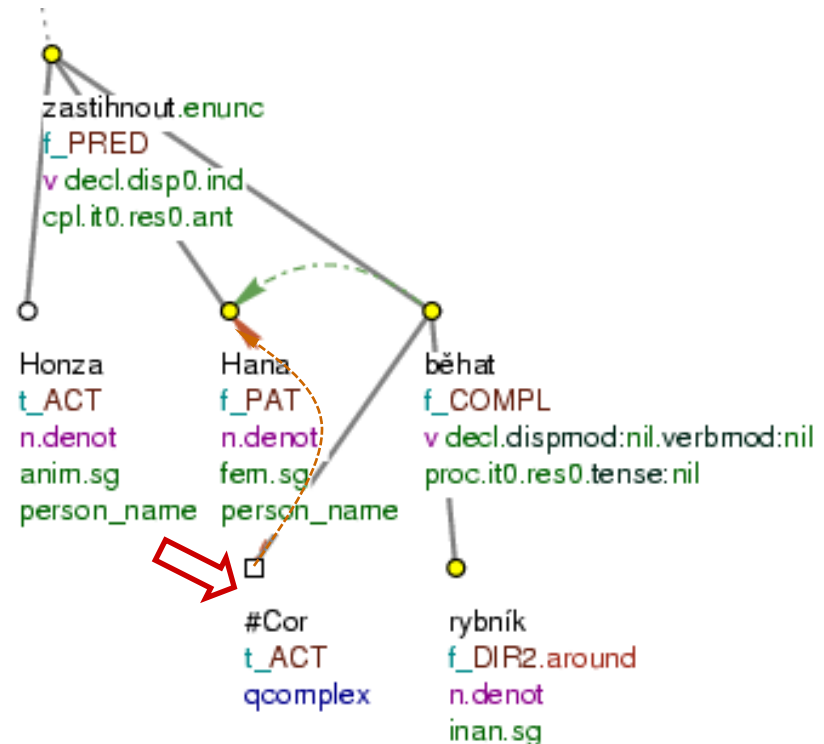 zastihnout.enunc
f_PRED
v decl.disp0.ind
cpl.it0.res0.ant
Honza
t_ACT
n.denot
anim.sg
person_name
Hana
f_PAT
n.denot
fem.sg
person_name
běhat
f_COMPL
v decl.dispmod:nil.verbmod:nil
proc.it0.res0.tense:nil
#Cor
t_ACT
qcomplex
rybník
f_DIR2.around
n.denot
inan.sg